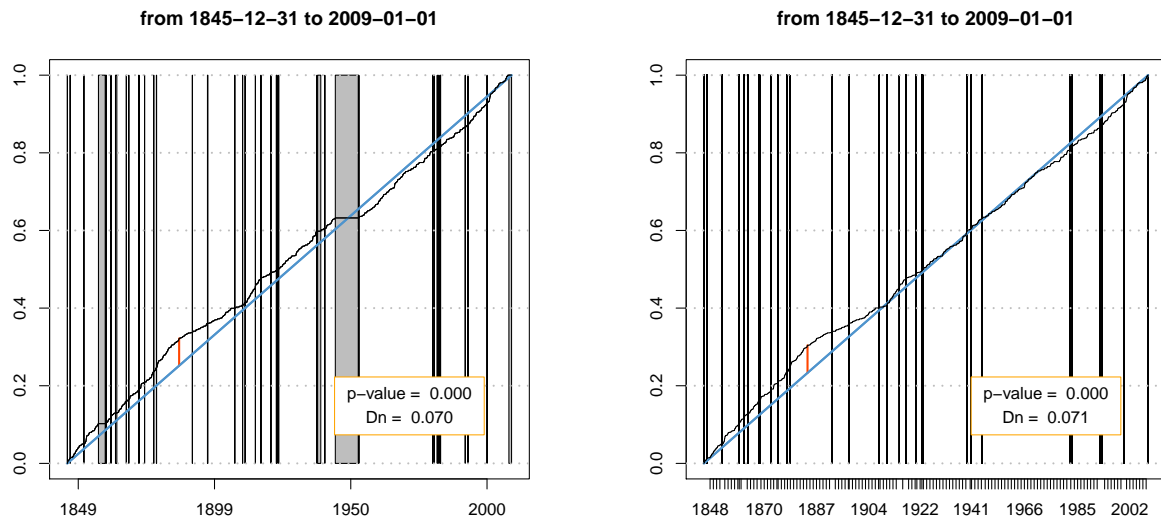 from 1845−12−31 to 2009−01−01
1.0
0.8
0.6
0.4
0.2
0.0
p−value = 0.000
Dn = 0.070
1849 1899 1950 2000
from 1845−12−31 to 2009−01−01
1.0
0.8
0.6
0.4
0.2
0.0
p−value = 0.000
Dn = 0.071
1848 1870 1887 1904 1922 1944 1966 1985 2002